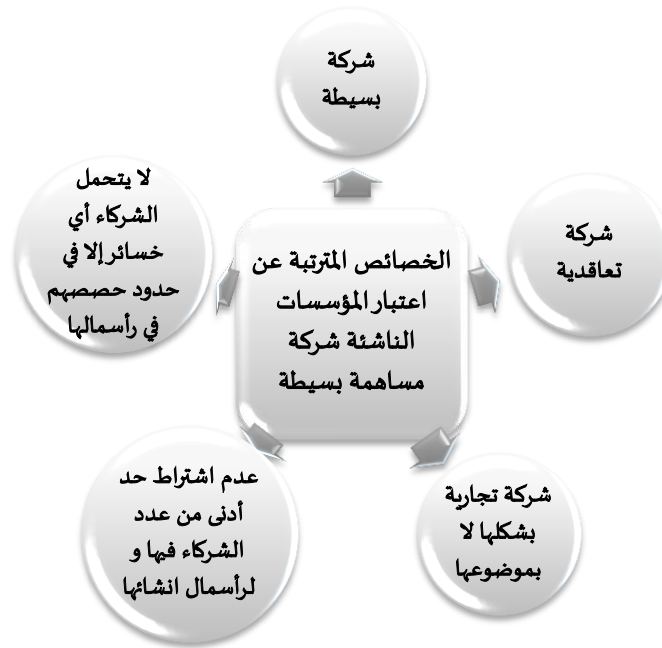 شركة
بسيطة
شركة
تعاقدية
لا يتحمل
الشركاء أي
خسائر إلا في
حدود حصصهم
في رأسمالها
الخصائص المترتبة عن
اعتبار المؤسسات
الناشئة شركة
مساهمة بسيطة
شركة تجارية
بشكلها لا
بموضوعها
عدم اشتراط حد
أدنى من عدد
الشركاء فيها و
لرأسمال انشائها